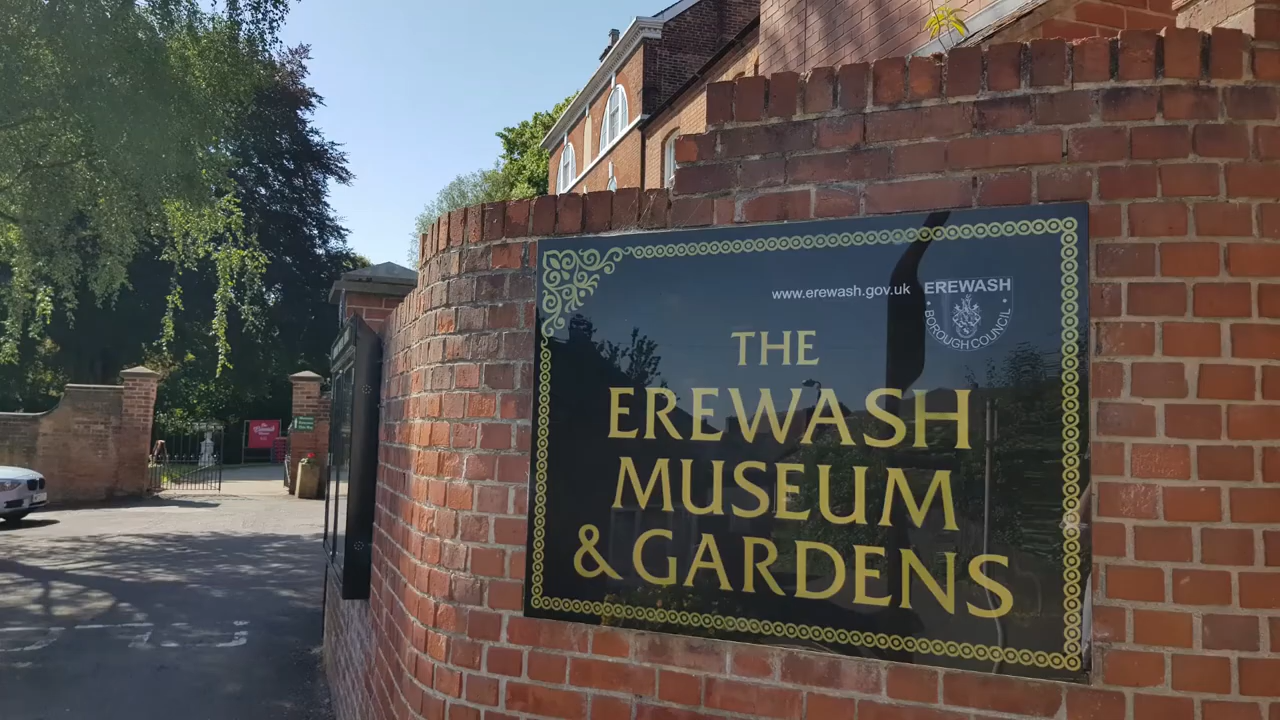 www.erewash.gov.uk
EREWASH
BOROUGH COUNCIL
THE
EREWASH
MUSEUM
& GARDENS